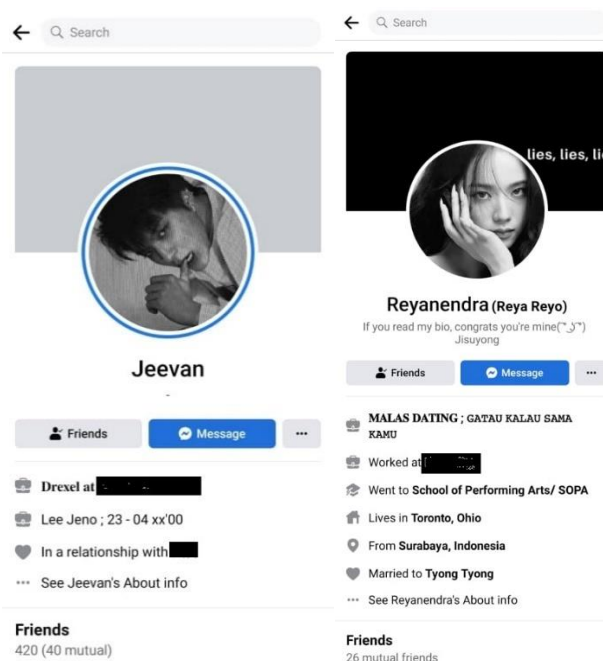 Search
Jeevan
-
Friends
Message
Drexel at
Lee Jeno ; 23 - 04 xx'00
In a relationship with
See Jeevan's About info
Friends
420 (40 mutual)
Search
lies, lies, lie
Reyanendra (Reya Reyo)
If you read my bio, congrats you're mine(˘͡ ͜ʖ˘͡)
Jisuyong
Friends
Message
MALAS DATING ; GATAU KALAU SAMA
KAMU
Worked at
Went to School of Performing Arts/ SOPA
Lives in Toronto, Ohio
From Surabaya, Indonesia
Married to Tyong Tyong
See Reyanendra's About info
Friends
26 mutual friends